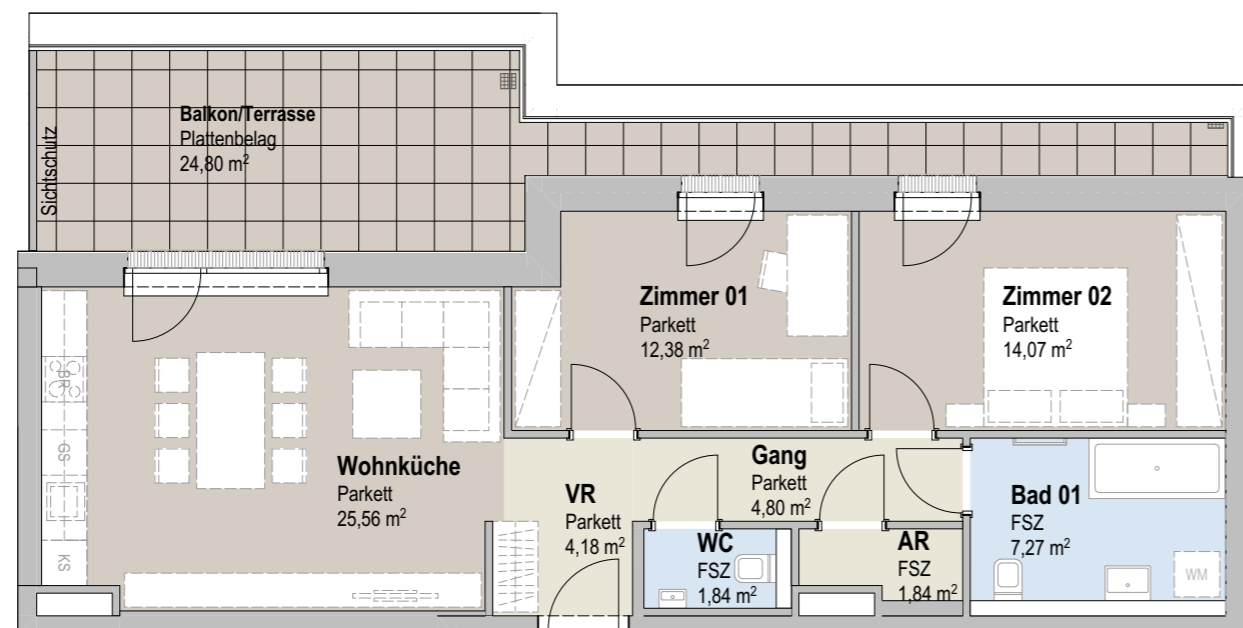 Balkon/Terrasse
Plattenbelag
24,80 m²
Sichtschutz
Zimmer 01
Parkett
12,38 m²
Zimmer 02
Parkett
14,07 m²
BR
GS
KS
Wohnküche
Parkett
25,56 m²
VR
Parkett
4,18 m²
Gang
Parkett
4,80 m²
WC
FSZ
1,84 m²
AR
FSZ
1,84 m²
Bad 01
FSZ
7,27 m²
WM